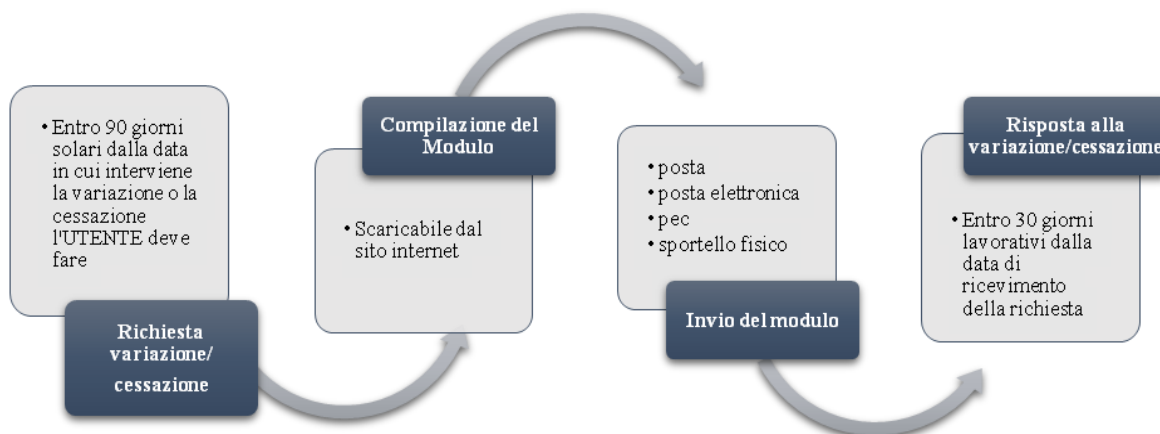 • Entro 90 giorni
solari dalla data
in cui interviene
la variazione o la
cessazione
l'UTENTE deve
fare
Richiesta
variazione/
cessazione
Compilazione del
Modulo
• Scaricabile dal
sito internet
• posta
• posta elettronica
• pec
• sportello fisico
Invio del modulo
Risposta alla
variazione/cessazione
• Entro 30 giorni
lavorativi dalla
data di
ricevimento
della richiesta